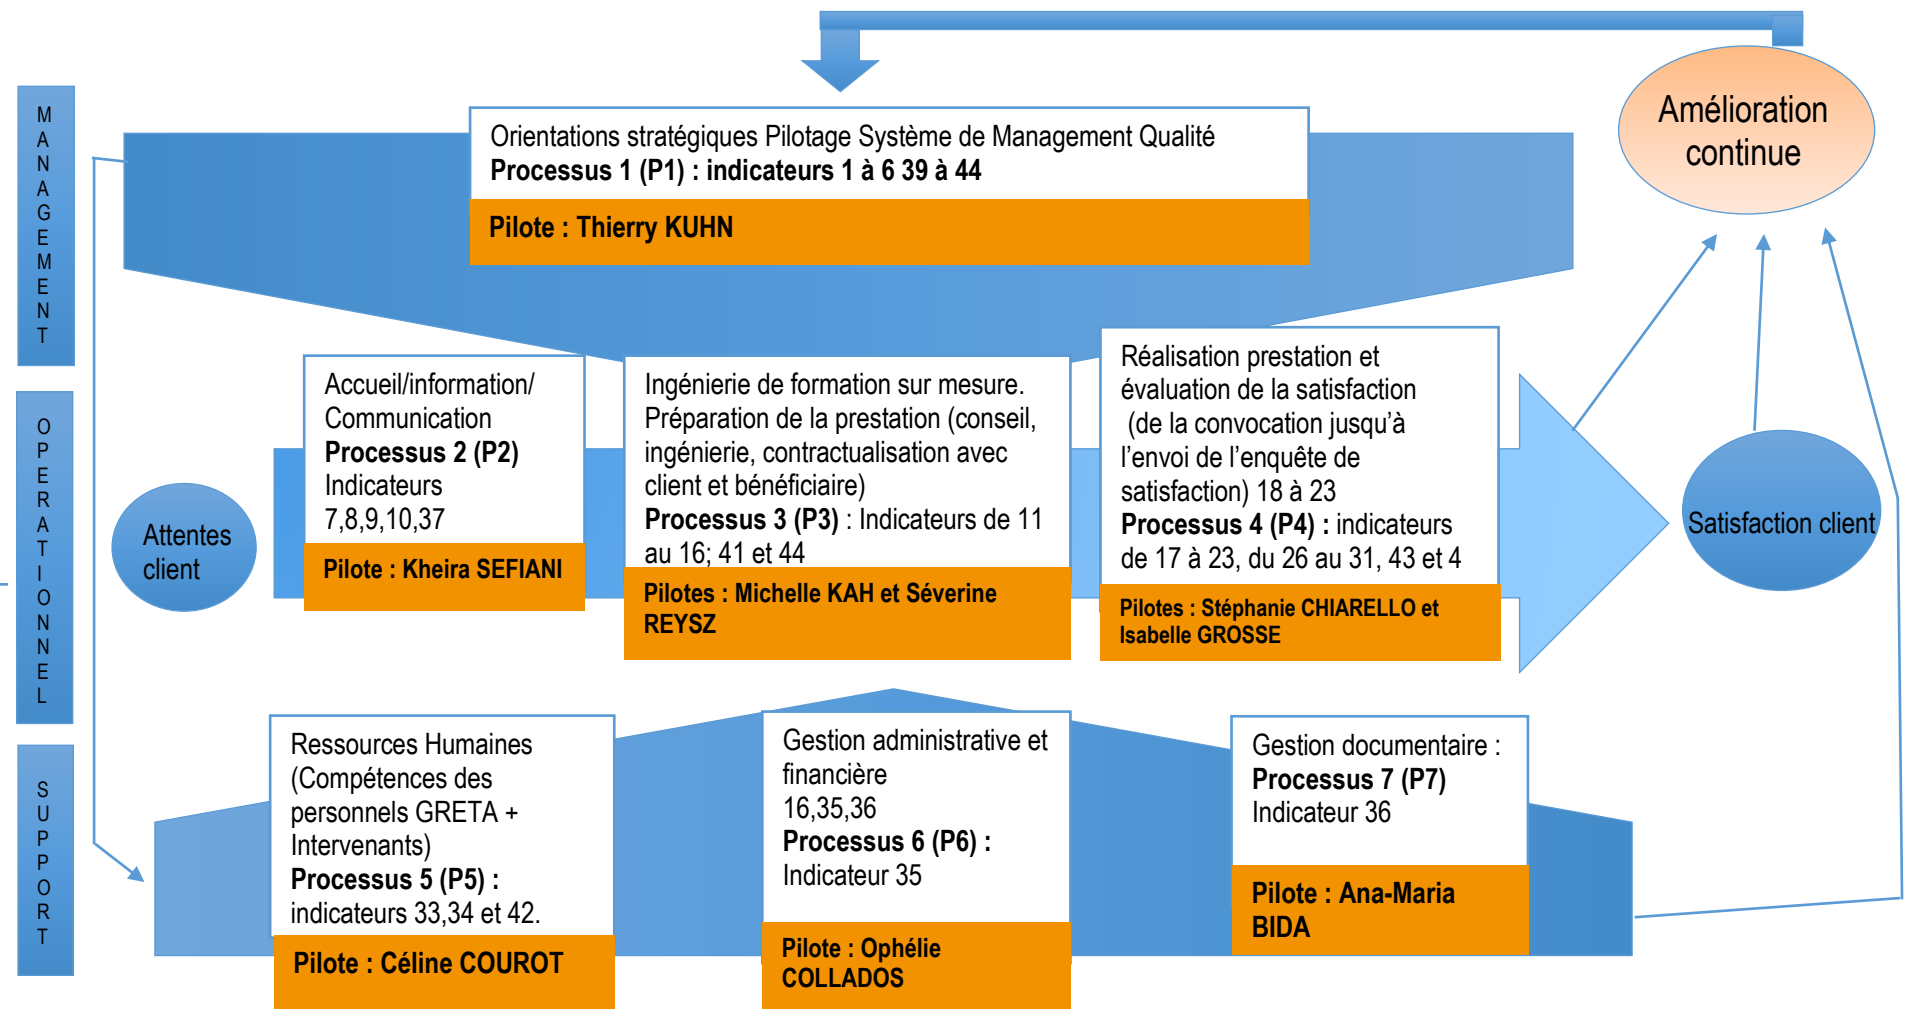 Amélioration
continue
MANAGEMENT
Orientations stratégiques Pilotage Système de Management Qualité
Processus 1 (P1) : indicateurs 1 à 6 39 à 44
Pilote : Thierry KUHN
OPERATIONNEL
Attentes
client
Accueil/information/
Communication
Processus 2 (P2)
Indicateurs
7,8,9,10,37
Pilote : Kheira SEFIANI
Ingénierie de formation sur mesure.
Préparation de la prestation (conseil,
ingénierie, contractualisation avec
client et bénéficiaire)
Processus 3 (P3) : Indicateurs de 11
au 16; 41 et 44
Pilotes : Michelle KAH et Séverine
REYSZ
Réalisation prestation et
évaluation de la satisfaction
(de la convocation jusqu’à
l’envoi de l’enquête de
satisfaction) 18 à 23
Processus 4 (P4) : indicateurs
de 17 à 23, du 26 au 31, 43 et 4
Pilotes : Stéphanie CHIARELLO et
Isabelle GROSSE
Satisfaction client
SUPPORT
Ressources Humaines
(Compétences des
personnels GRETA +
Intervenants)
Processus 5 (P5) :
indicateurs 33,34 et 42.
Pilote : Céline COUROT
Gestion administrative et
financière
16,35,36
Processus 6 (P6) :
Indicateur 35
Pilote : Ophélie
COLLADOS
Gestion documentaire :
Processus 7 (P7)
Indicateur 36
Pilote : Ana-Maria
BIDA